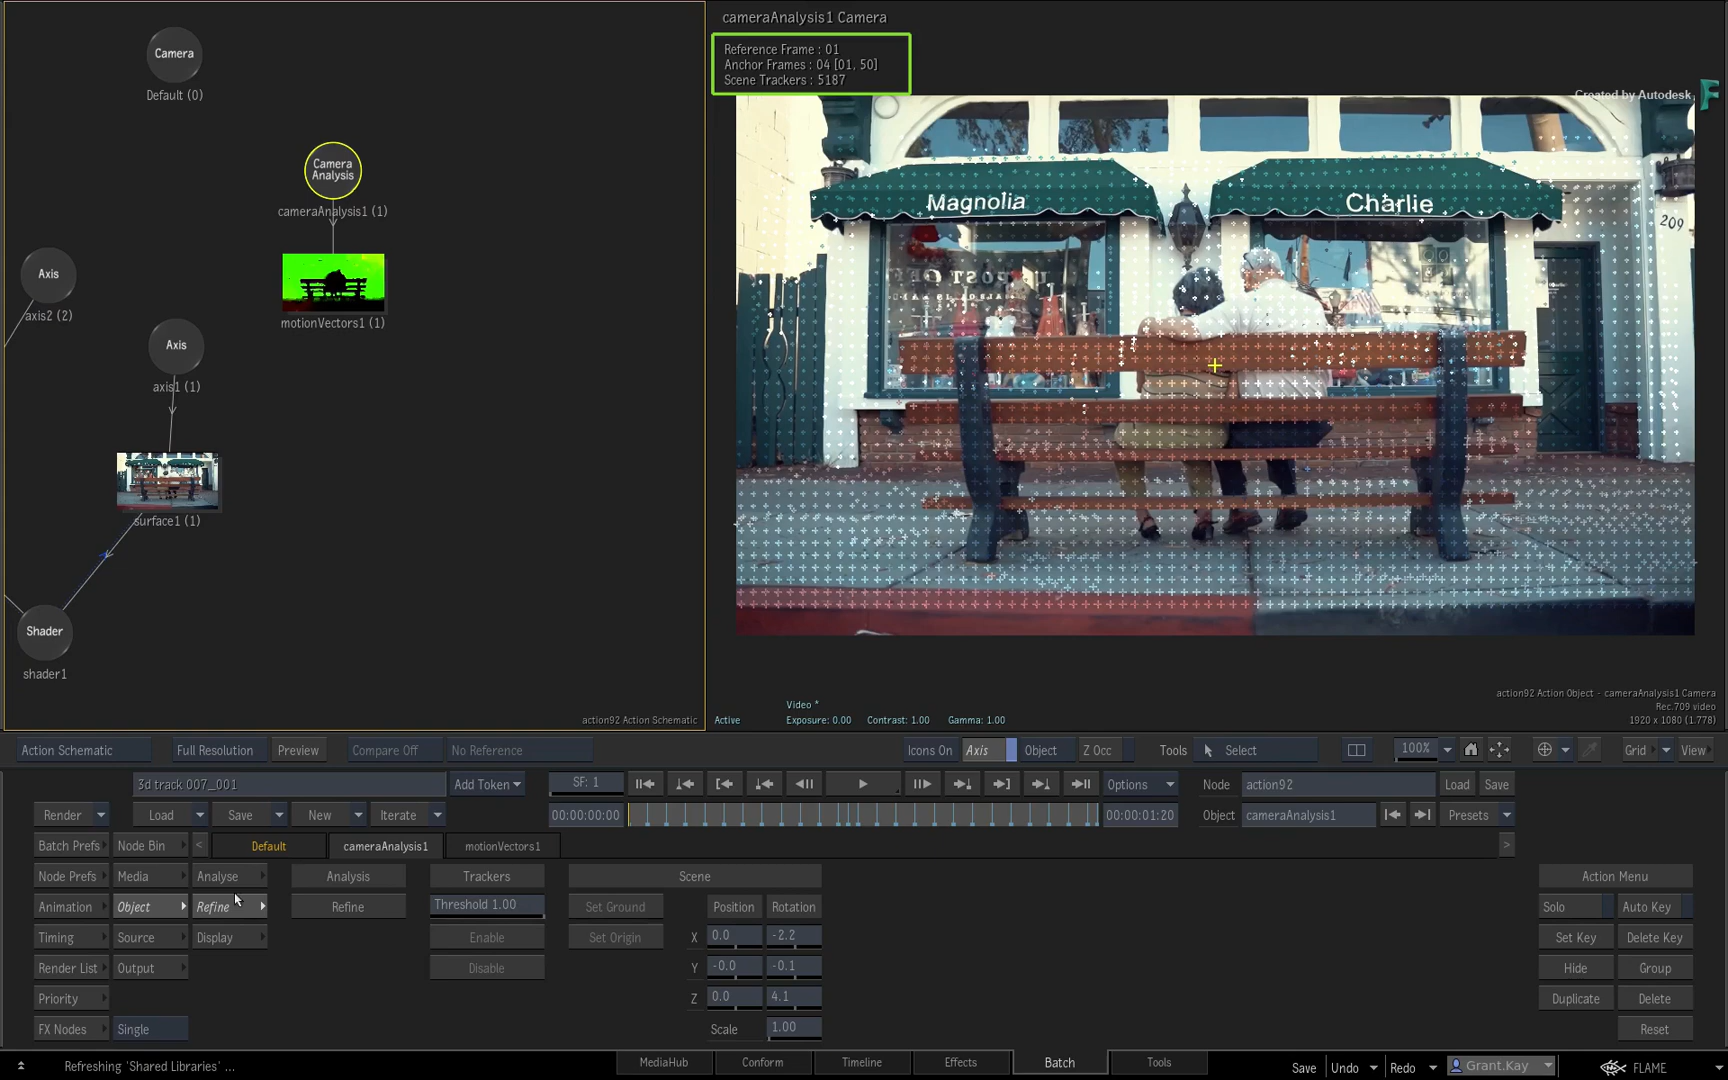 Camera
Default (0)
Camera
Analysis
cameraAnalysis1 (1)
motionVectors1 (1)
Axis
axis2 (2)
Axis
axis1 (1)
surface1 (1)
Shader
shader1
action92 Action Schematic
cameraAnalysis1 Camera
Reference Frame : 01
Anchor Frames : 04 [01, 50]
Scene Trackers : 5187
Created by Autodesk
Magnolia
Charlie
209
Video *
Active Exposure: 0.00 Contrast: 1.00 Gamma: 1.00
action92 Action Object - cameraAnalysis1 Camera
Rec.709 video
1920 x 1080 (1.778)
Action Schematic Full Resolution Preview Compare Off No Reference Icons On Axis Object Z Occ Tools Select 100% Grid View
3d track 007_001 Add Token SF: 1 Options Node action92 Load Save
Render Load Save New Iterate 00:00:00:00 00:00:01:20 Object cameraAnalysis1 Presets
Batch Prefs Node Bin < Default cameraAnalysis1 motionVectors1 >
Node Prefs Media Analyse Analysis Trackers Scene Action Menu
Animation Object Refine Refine Threshold 1.00 Set Ground Position Rotation Solo Auto Key
Timing Source Display Enable Set Origin X 0.0 -2.2 Set Key Delete Key
Render List Output Disable Y -0.0 -0.1 Hide Group
Priority Z 0.0 4.1 Duplicate Delete
FX Nodes Single Scale 1.00 Reset
Refreshing 'Shared Libraries' ... MediaHub Conform Timeline Effects Batch Tools Save Undo Redo Grant.Kay FLAME